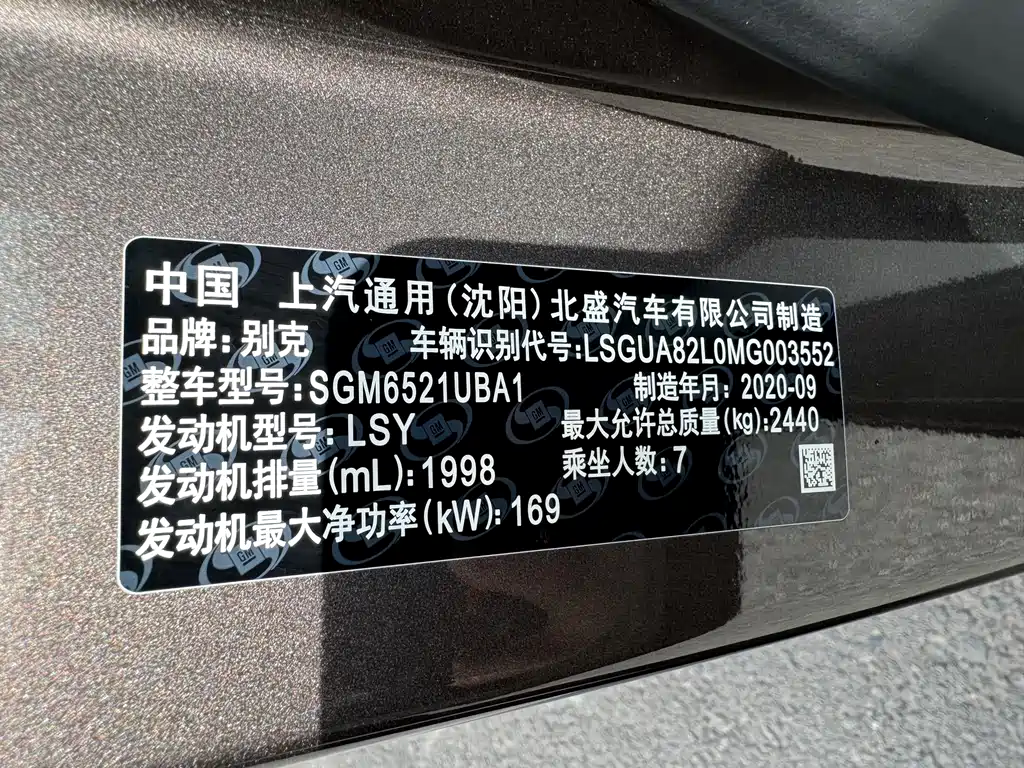 中国 上汽通用(沈阳)北盛汽车有限公司制造
品牌:别克 车辆识别代号:LSGUA82L0MG003552
整车型号:SGM6521UBA1 制造年月:2020-09
发动机型号:LSY 最大允许总质量(kg):2440
发动机排量(mL):1998 乘坐人数:7
发动机最大净功率(kW):169